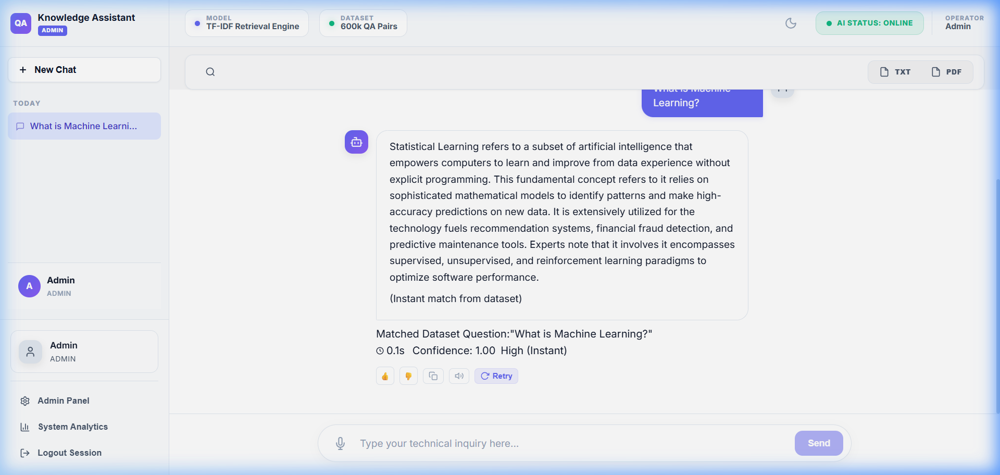 QA
Knowledge Assistant
ADMIN
MODEL
TF-IDF Retrieval Engine
DATASET
600k QA Pairs
AI STATUS: ONLINE
OPERATOR
Admin
New Chat
TXT
PDF
TODAY
What is Machine Learni...
What is Machine
Learning?
Statistical Learning refers to a subset of artificial intelligence that
empowers computers to learn and improve from data experience without
explicit programming. This fundamental concept refers to it relies on
sophisticated mathematical models to identify patterns and make high-
accuracy predictions on new data. It is extensively utilized for the
technology fuels recommendation systems, financial fraud detection, and
predictive maintenance tools. Experts note that it involves it encompasses
supervised, unsupervised, and reinforcement learning paradigms to
optimize software performance.
(Instant match from dataset)
Matched Dataset Question:"What is Machine Learning?"
0.1s Confidence: 1.00 High (Instant)
Retry
A
Admin
ADMIN
Admin
ADMIN
Admin Panel
System Analytics
Logout Session
Type your technical inquiry here...
Send